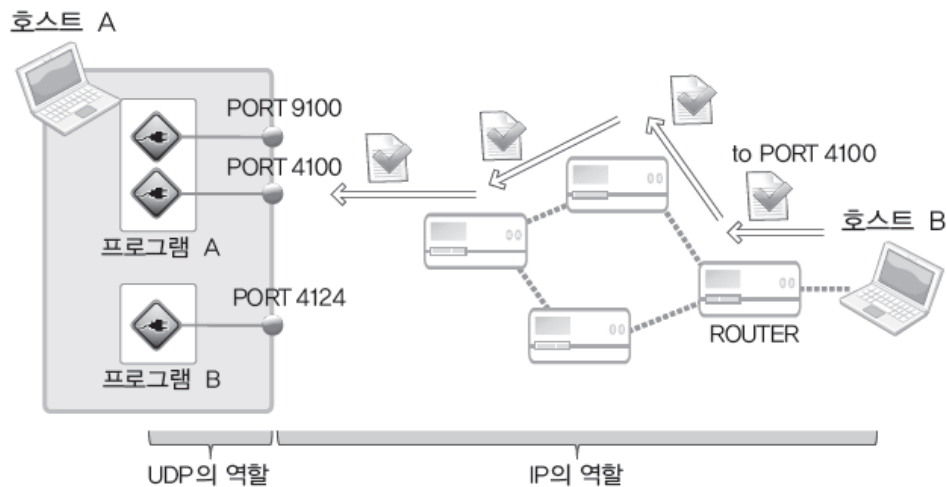 호스트 A
PORT 9100
PORT 4100
프로그램 A
PORT 4124
프로그램 B
to PORT 4100
호스트 B
ROUTER
UDP의 역할
IP의 역할